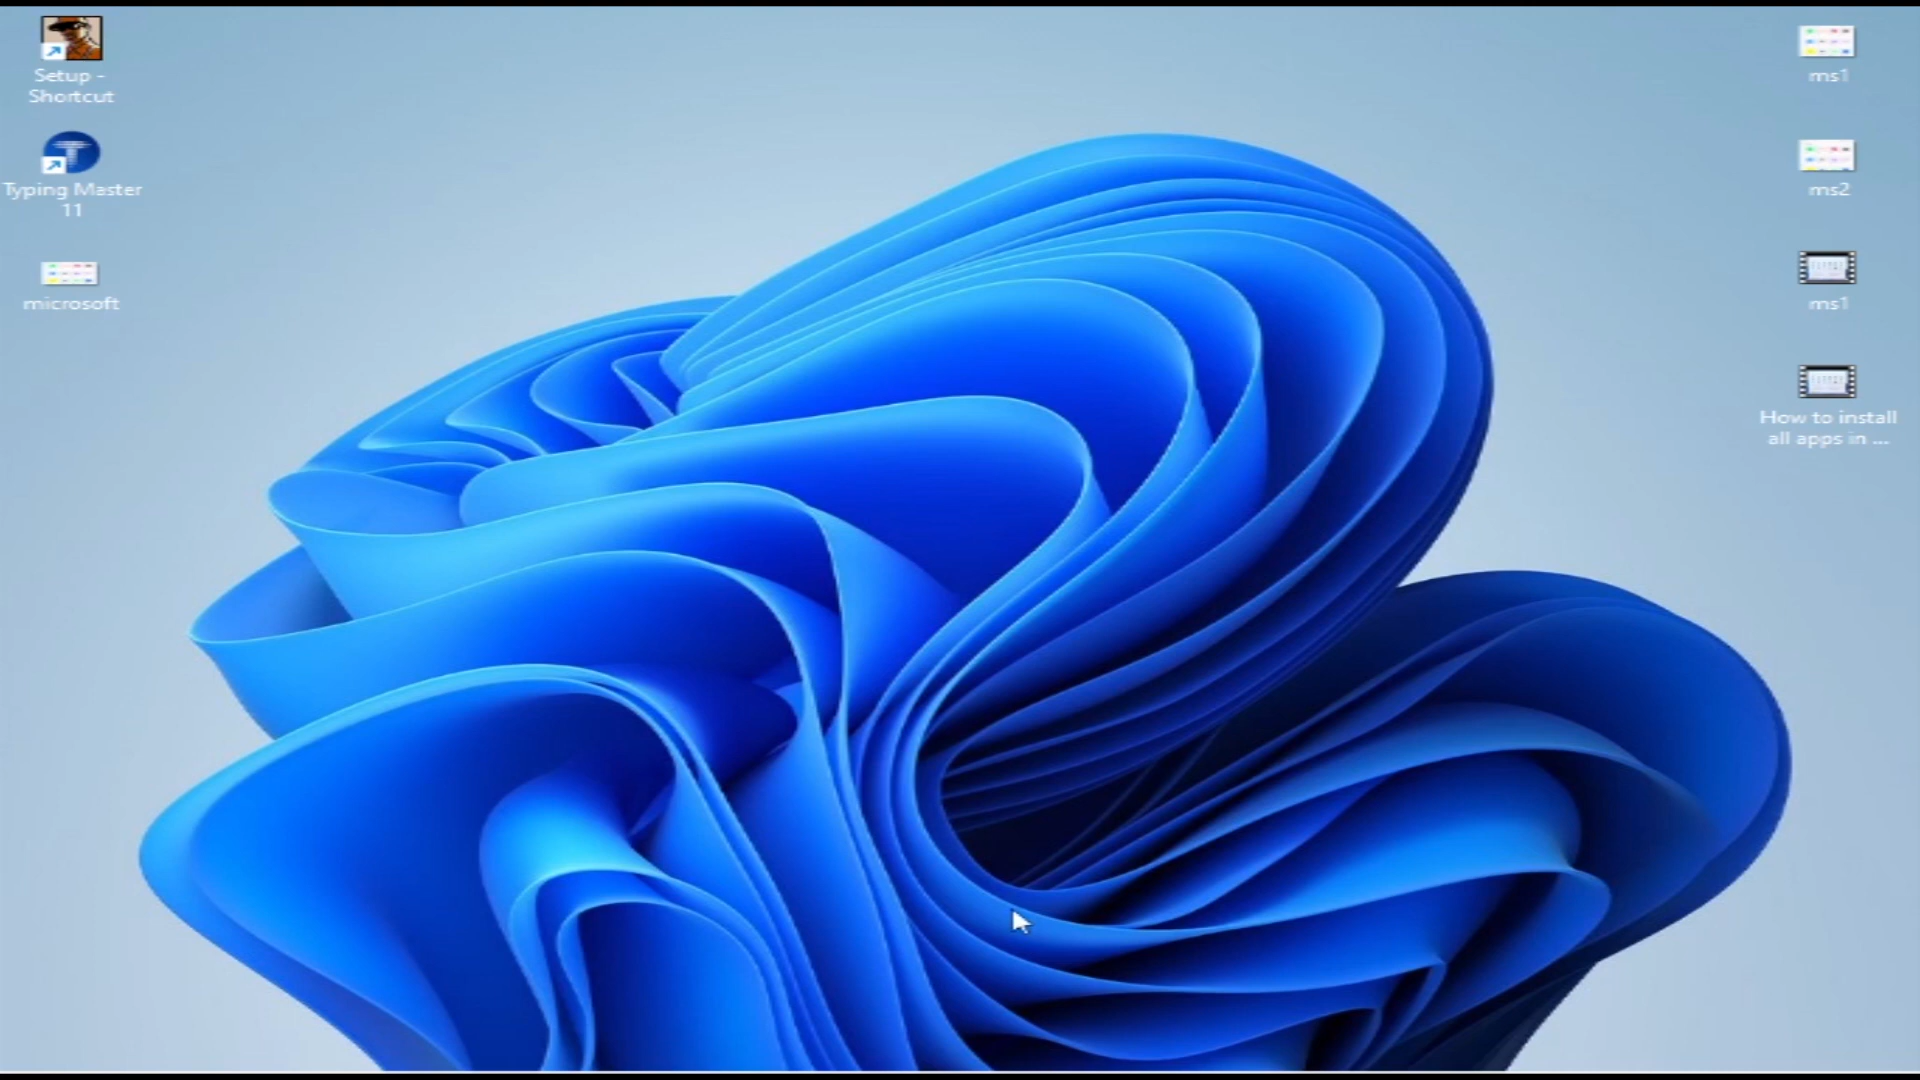 Setup -
Shortcut
Typing Master
11
microsoft
ms1
ms2
ms1
How to install
all apps in ...